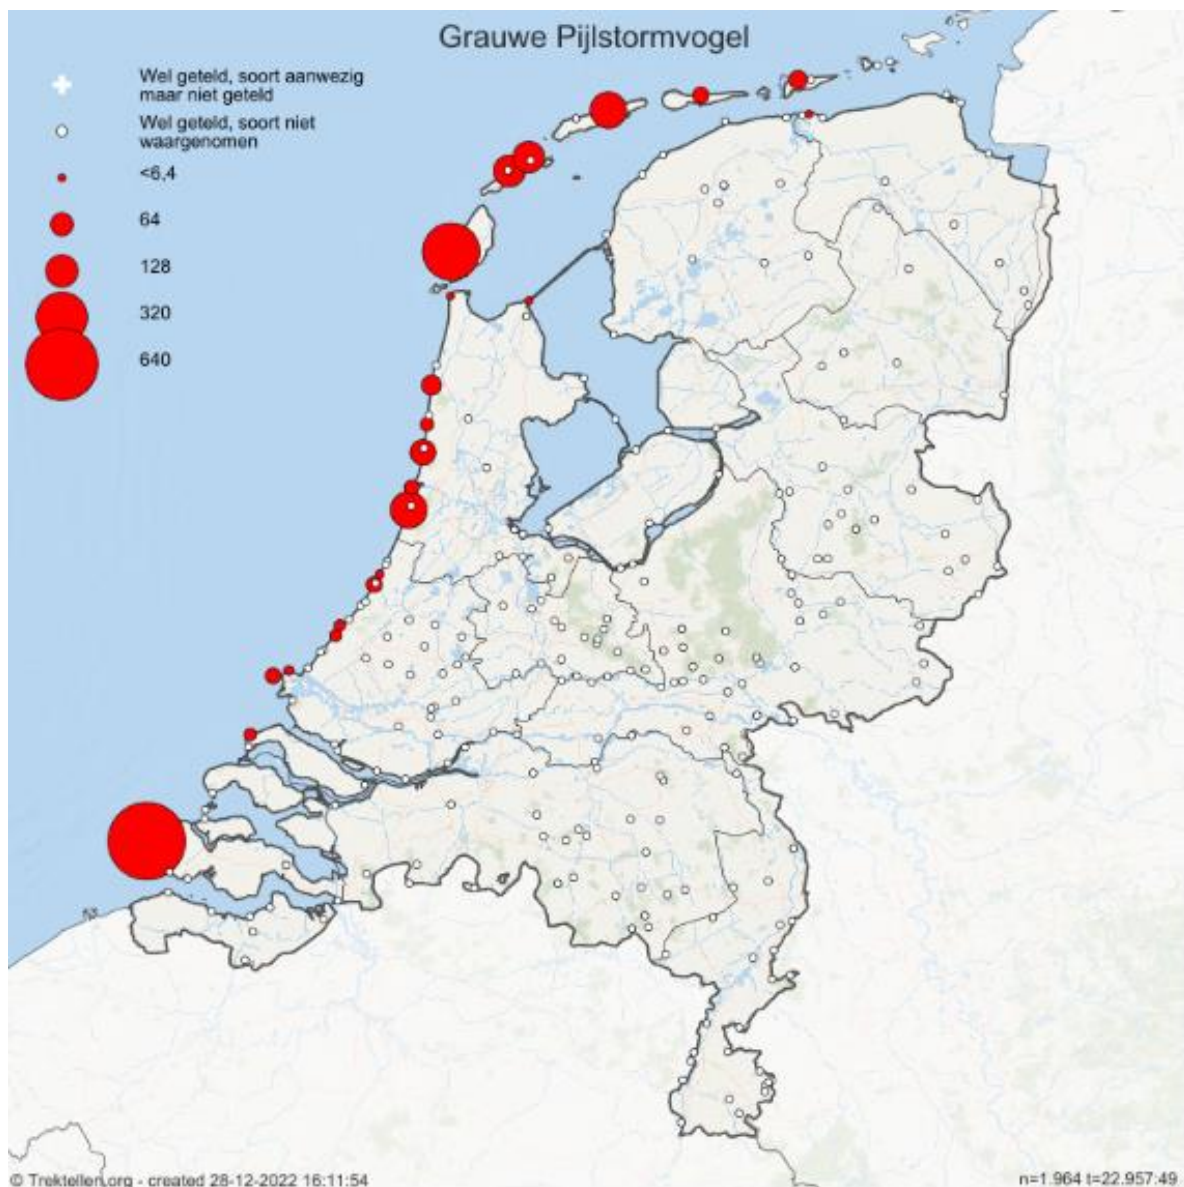 Grauwe Pijlstormvogel
Wel geteld, soort aanwezig
maar niet geteld
Wel geteld, soort niet
waargenomen
<6,4
64
128
320
640
© Trektellen.org - created 28-12-2022 16:11:54
n=1.964 t=22.957:49